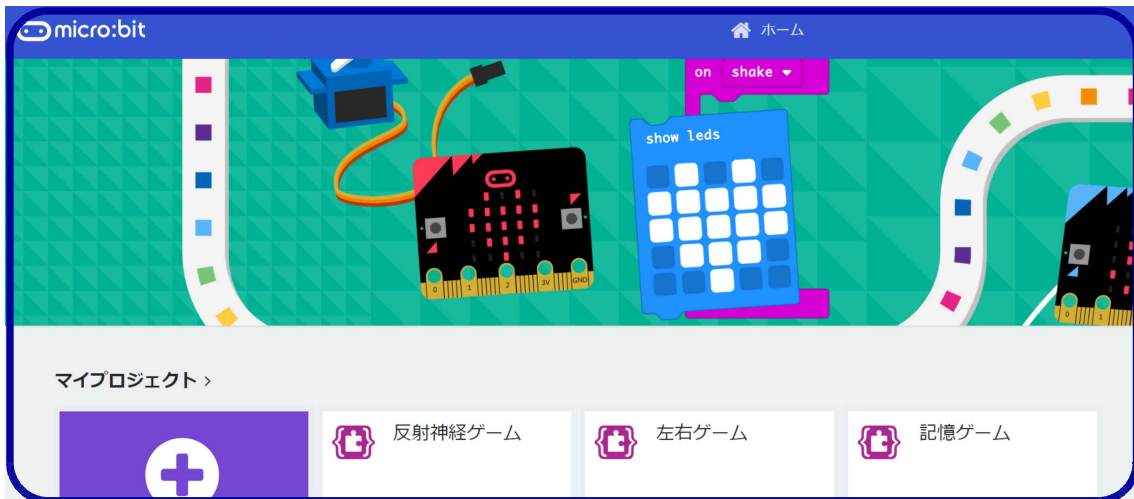 micro:bit
ホーム
on shake
show leds
0 1 2 3V GND
0 1
マイプロジェクト >
反射神経ゲーム
左右ゲーム
記憶ゲーム